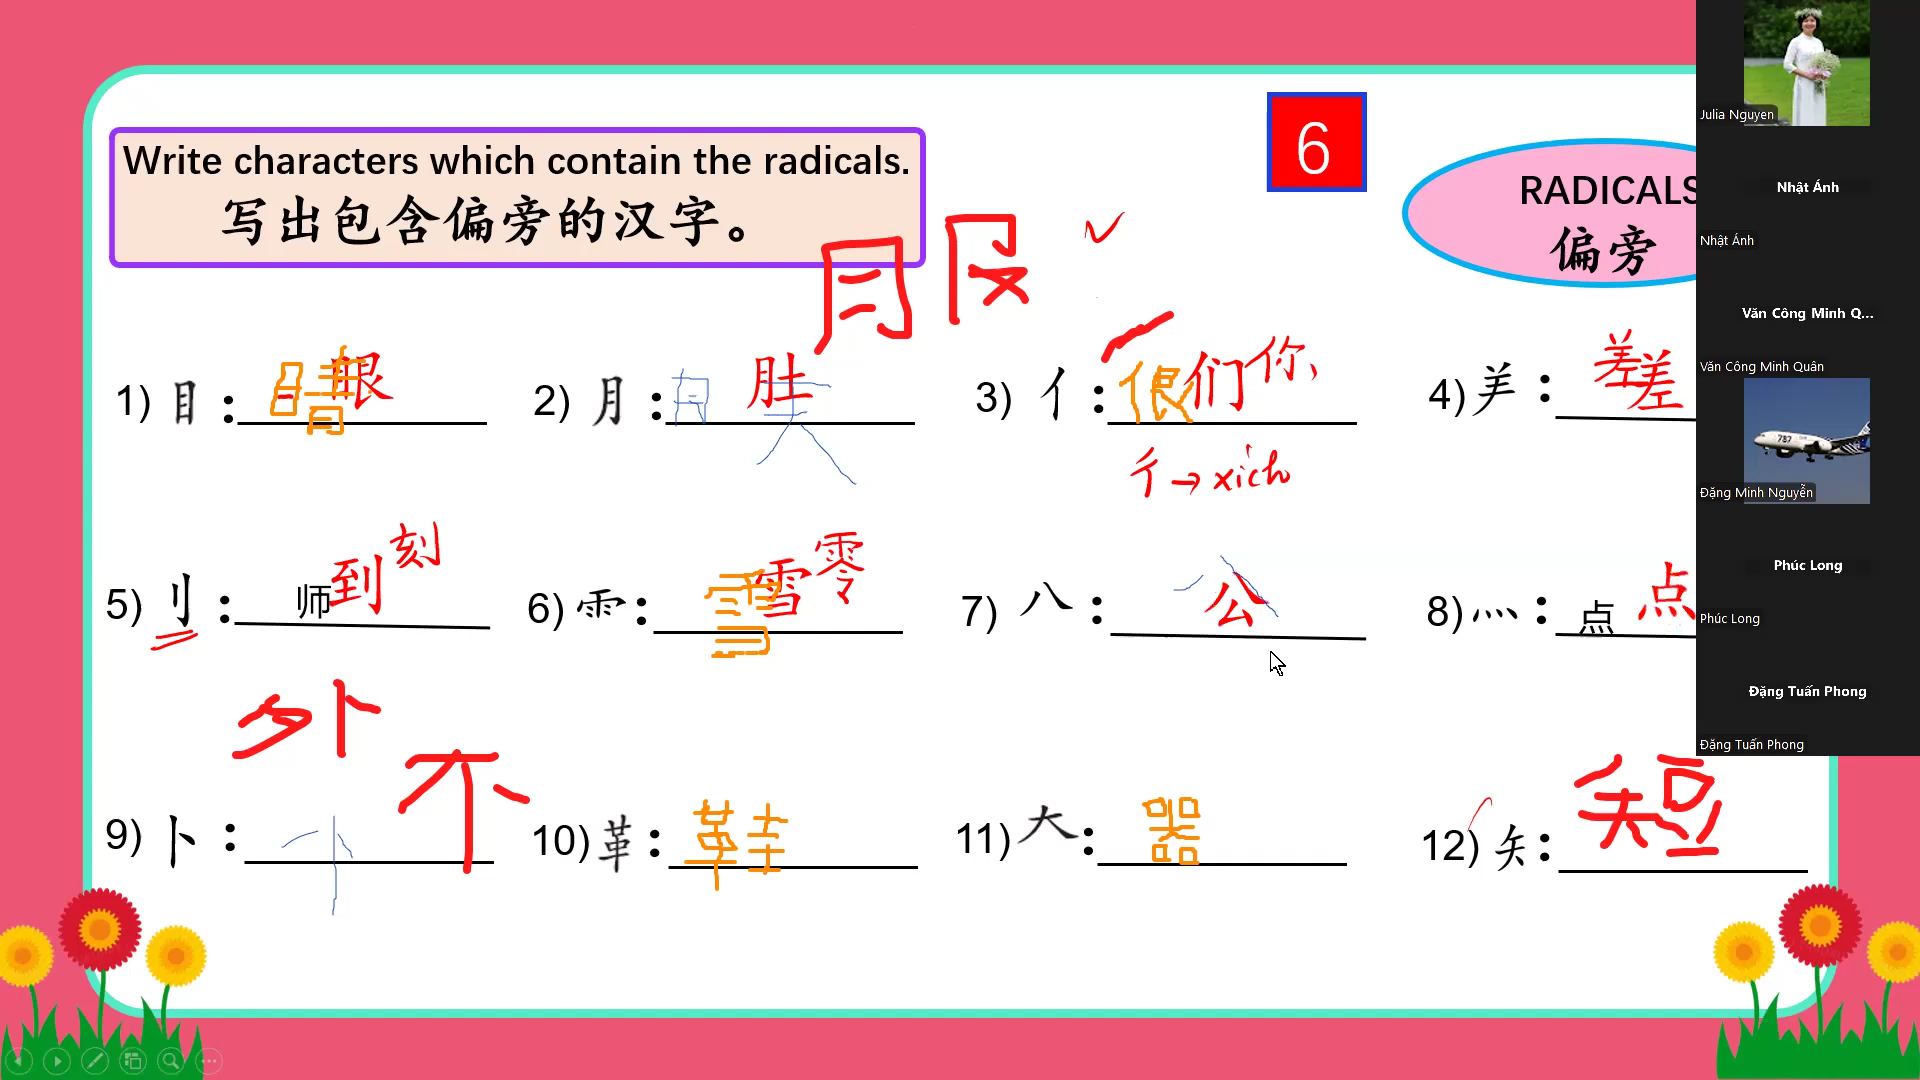 Write characters which contain the radicals.
写出包含偏旁的汉字。
6
RADICALS
偏旁
月 服
1) 目: 睛 眼
2) 月: 肚
3) 亻: 很 们 你、
彳→ xích
4) 羊: 差 差
5) 刂: 师 到 刻
6) 雨: 雪 雪 零
7) 八: 公
8) 灬: 点 点
外 不
9) 卜: 
10) 革: 鞋
11) 大: 器
12) 矢: 短
Julia Nguyen
Nhật Ánh
Nhật Ánh
Văn Công Minh Q...
Văn Công Minh Quân
787
Đặng Minh Nguyễn
Phúc Long
Phúc Long
Đặng Tuấn Phong
Đặng Tuấn Phong